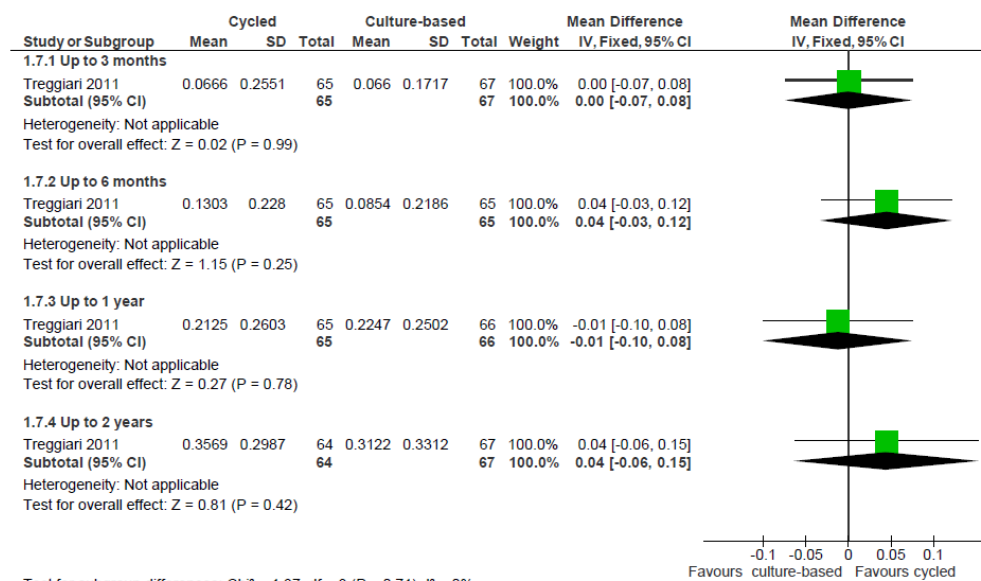 Cycled Culture-based Mean Difference Mean Difference
Study or Subgroup Mean SD Total Mean SD Total Weight IV, Fixed, 95% CI IV, Fixed, 95% CI
1.7.1 Up to 3 months
Treggiari 2011 0.0666 0.2551 65 0.066 0.1717 67 100.0% 0.00 [-0.07, 0.08]
Subtotal (95% CI) 65 67 100.0% 0.00 [-0.07, 0.08]
Heterogeneity: Not applicable
Test for overall effect: Z = 0.02 (P = 0.99)
1.7.2 Up to 6 months
Treggiari 2011 0.1303 0.228 65 0.0854 0.2186 65 100.0% 0.04 [-0.03, 0.12]
Subtotal (95% CI) 65 65 100.0% 0.04 [-0.03, 0.12]
Heterogeneity: Not applicable
Test for overall effect: Z = 1.15 (P = 0.25)
1.7.3 Up to 1 year
Treggiari 2011 0.2125 0.2603 65 0.2247 0.2502 66 100.0% -0.01 [-0.10, 0.08]
Subtotal (95% CI) 65 66 100.0% -0.01 [-0.10, 0.08]
Heterogeneity: Not applicable
Test for overall effect: Z = 0.27 (P = 0.78)
1.7.4 Up to 2 years
Treggiari 2011 0.3569 0.2987 64 0.3122 0.3312 67 100.0% 0.04 [-0.06, 0.15]
Subtotal (95% CI) 64 67 100.0% 0.04 [-0.06, 0.15]
Heterogeneity: Not applicable
Test for overall effect: Z = 0.81 (P = 0.42)
-0.1 -0.05 0 0.05 0.1
Favours culture-based Favours cycled